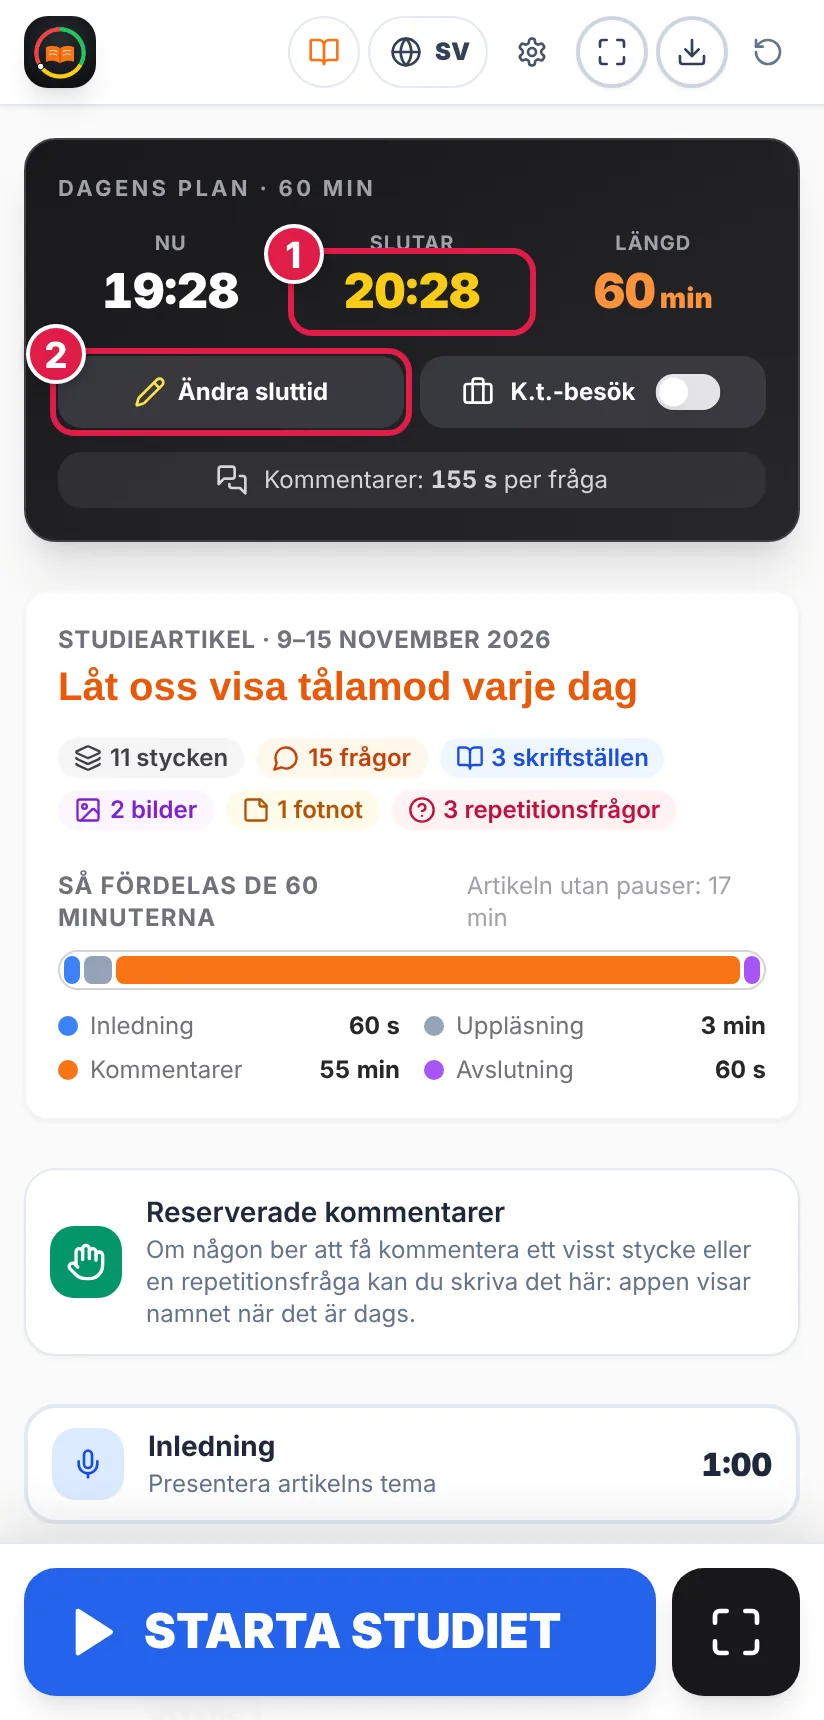 SV
DAGENS PLAN · 60 MIN
NU
SLUTAR
LÄNGD
1
19:28
20:28
60 min
2
Ändra sluttid
K.t.-besök
Kommentarer: 155 s per fråga
STUDIEARTIKEL · 9–15 NOVEMBER 2026
Låt oss visa tålamod varje dag
11 stycken
15 frågor
3 skriftställen
2 bilder
1 fotnot
3 repetitionsfrågor
SÅ FÖRDELAS DE 60
MINUTERNA
Artikeln utan pauser: 17
min
Inledning 60 s
Uppläsning 3 min
Kommentarer 55 min
Avslutning 60 s
Reserverade kommentarer
Om någon ber att få kommentera ett visst stycke eller
en repetitionsfråga kan du skriva det här: appen visar
namnet när det är dags.
Inledning
Presentera artikelns tema
1:00
STARTA STUDIET